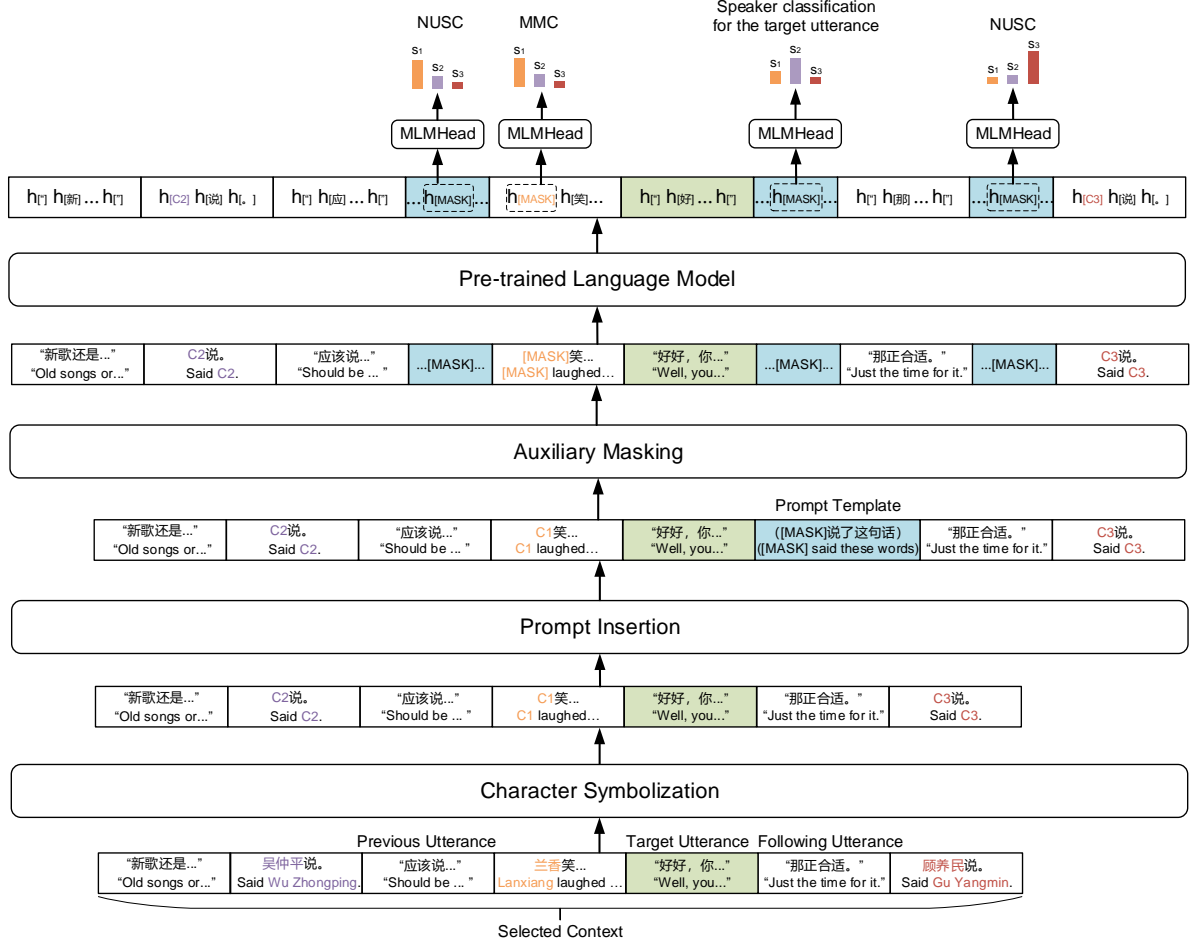 Speaker classification
for the target utterance
NUSC
MMC
NUSC
s1
s2
s3
s1
s2
s3
s1
s2
s3
s1
s2
s3
MLMHead
MLMHead
MLMHead
MLMHead
h["] h[新] ... h["]
h[C2] h[说] h[。]
h["] h[应] ... h["]
...h[MASK]...
h[MASK] h[笑]...
h["] h[好] ... h["]
...h[MASK]...
h["] h[那] ... h["]
...h[MASK]...
h[C3] h[说] h[。]
Pre-trained Language Model
“新歌还是...”
“Old songs or...”
C2说。
Said C2.
“应该说...”
“Should be ... ”
...[MASK]...
[MASK]笑...
[MASK] laughed...
“好好，你...”
“Well, you...”
...[MASK]...
“那正合适。”
“Just the time for it.”
...[MASK]...
C3说。
Said C3.
Auxiliary Masking
Prompt Template
“新歌还是...”
“Old songs or...”
C2说。
Said C2.
“应该说...”
“Should be ... ”
C1笑...
C1 laughed...
“好好，你...”
“Well, you...”
（[MASK]说了这句话）
([MASK] said these words)
“那正合适。”
“Just the time for it.”
C3说。
Said C3.
Prompt Insertion
“新歌还是...”
“Old songs or...”
C2说。
Said C2.
“应该说...”
“Should be ... ”
C1笑...
C1 laughed...
“好好，你...”
“Well, you...”
“那正合适。”
“Just the time for it.”
C3说。
Said C3.
Character Symbolization
Previous Utterance
Target Utterance
Following Utterance
“新歌还是...”
“Old songs or...”
吴仲平说。
Said Wu Zhongping.
“应该说...”
“Should be ... ”
兰香笑...
Lanxiang laughed ...
“好好，你...”
“Well, you...”
“那正合适。”
“Just the time for it.”
顾养民说。
Said Gu Yangmin.
Selected Context